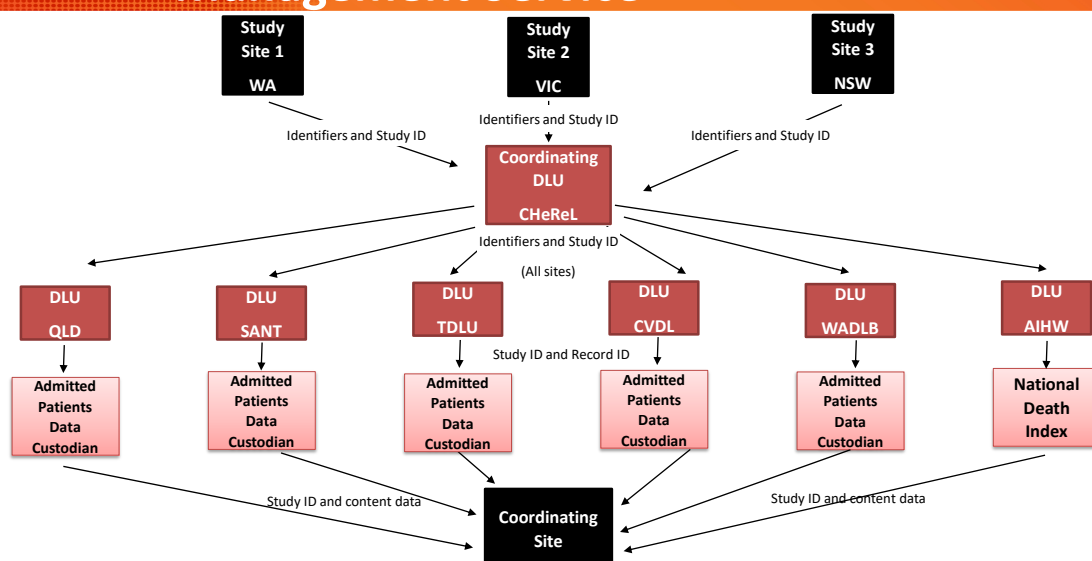 Management Service
Study
Site 1
WA
Study
Site 2
VIC
Study
Site 3
NSW
Identifiers and Study ID
Identifiers and Study ID
Identifiers and Study ID
Coordinating
DLU
CHeReL
Identifiers and Study ID
(All sites)
DLU
QLD
DLU
SANT
DLU
TDLU
DLU
CVDL
DLU
WADLB
DLU
AIHW
Study ID and Record ID
Admitted
Patients
Data
Custodian
Admitted
Patients
Data
Custodian
Admitted
Patients
Data
Custodian
Admitted
Patients
Data
Custodian
Admitted
Patients
Data
Custodian
National
Death
Index
Study ID and content data
Study ID and content data
Coordinating
Site